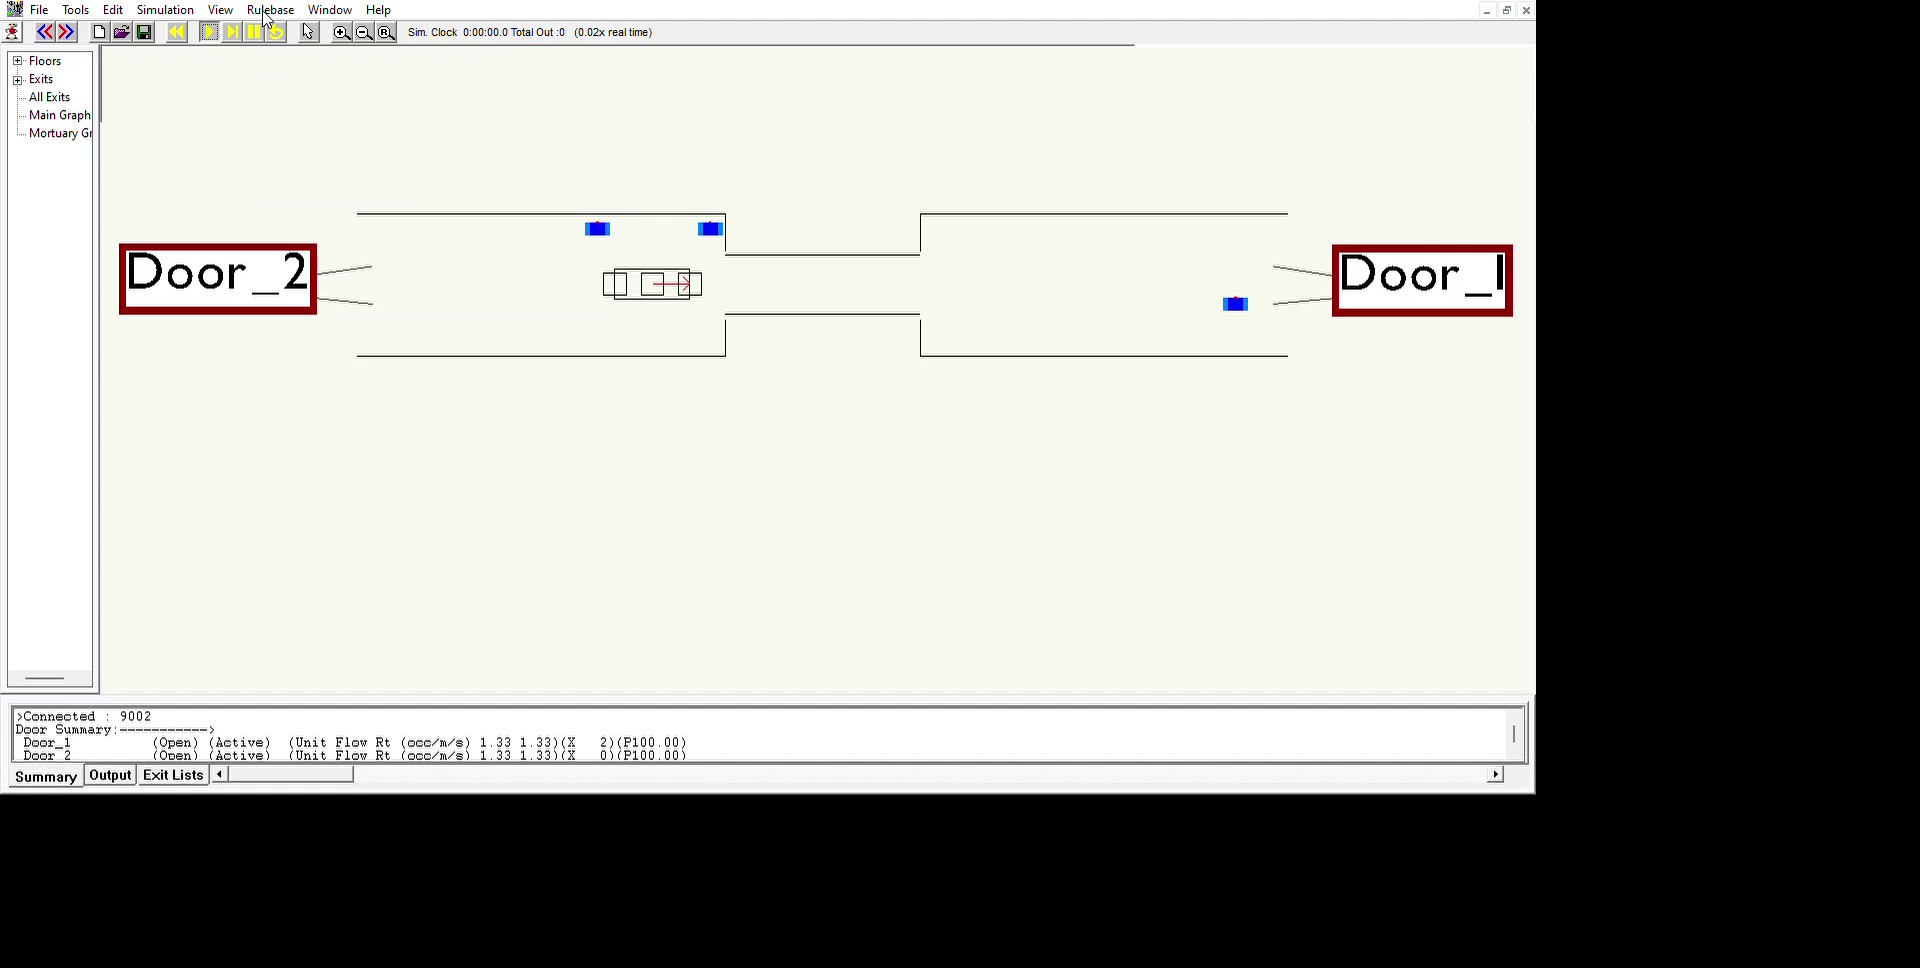 File Tools Edit Simulation View Rulebase Window Help
Sim. Clock 0:00:00.0 Total Out :0 (0.02x real time)
Floors
Exits
All Exits
Main Graph
Mortuary Gr
Door_2
Door_1
>Connected : 9002
Door Summary:----------->
Door_1 (Open) (Active) (Unit Flow Rt (occ/m/s) 1.33 1.33)(X 2)(P100.00)
Door_2 (Open) (Active) (Unit Flow Rt (occ/m/s) 1.33 1.33)(X 0)(P100.00)
Summary Output Exit Lists